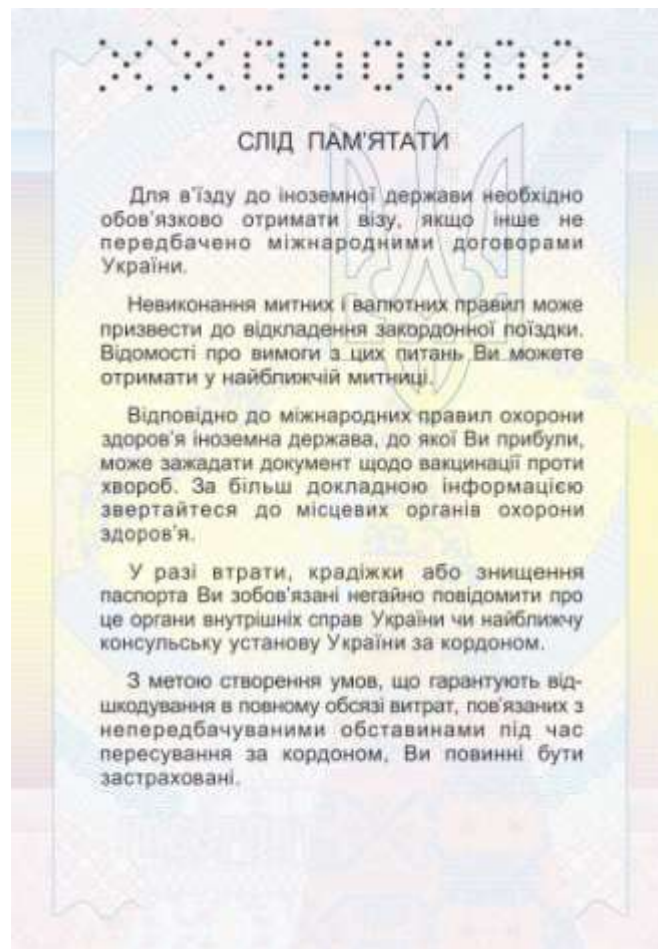 XX000000
СЛІД ПАМ'ЯТАТИ
Для в'їзду до іноземної держави необхідно
обов'язково отримати візу, якщо інше не
передбачено міжнародними договорами
України.
Невиконання митних і валютних правил може
призвести до відкладення закордонної поїздки.
Відомості про вимоги з цих питань Ви можете
отримати у найближчій митниці.
Відповідно до міжнародних правил охорони
здоров'я іноземна держава, до якої Ви прибули,
може зажадати документ щодо вакцинації проти
хвороб. За більш докладною інформацією
звертайтеся до місцевих органів охорони
здоров'я.
У разі втрати, крадіжки або знищення
паспорта Ви зобов'язані негайно повідомити про
це органи внутрішніх справ України чи найближчу
консульську установу України за кордоном.
З метою створення умов, що гарантують від-
шкодування в повному обсязі витрат, пов'язаних з
непередбачуваними обставинами під час
пересування за кордоном, Ви повинні бути
застраховані.